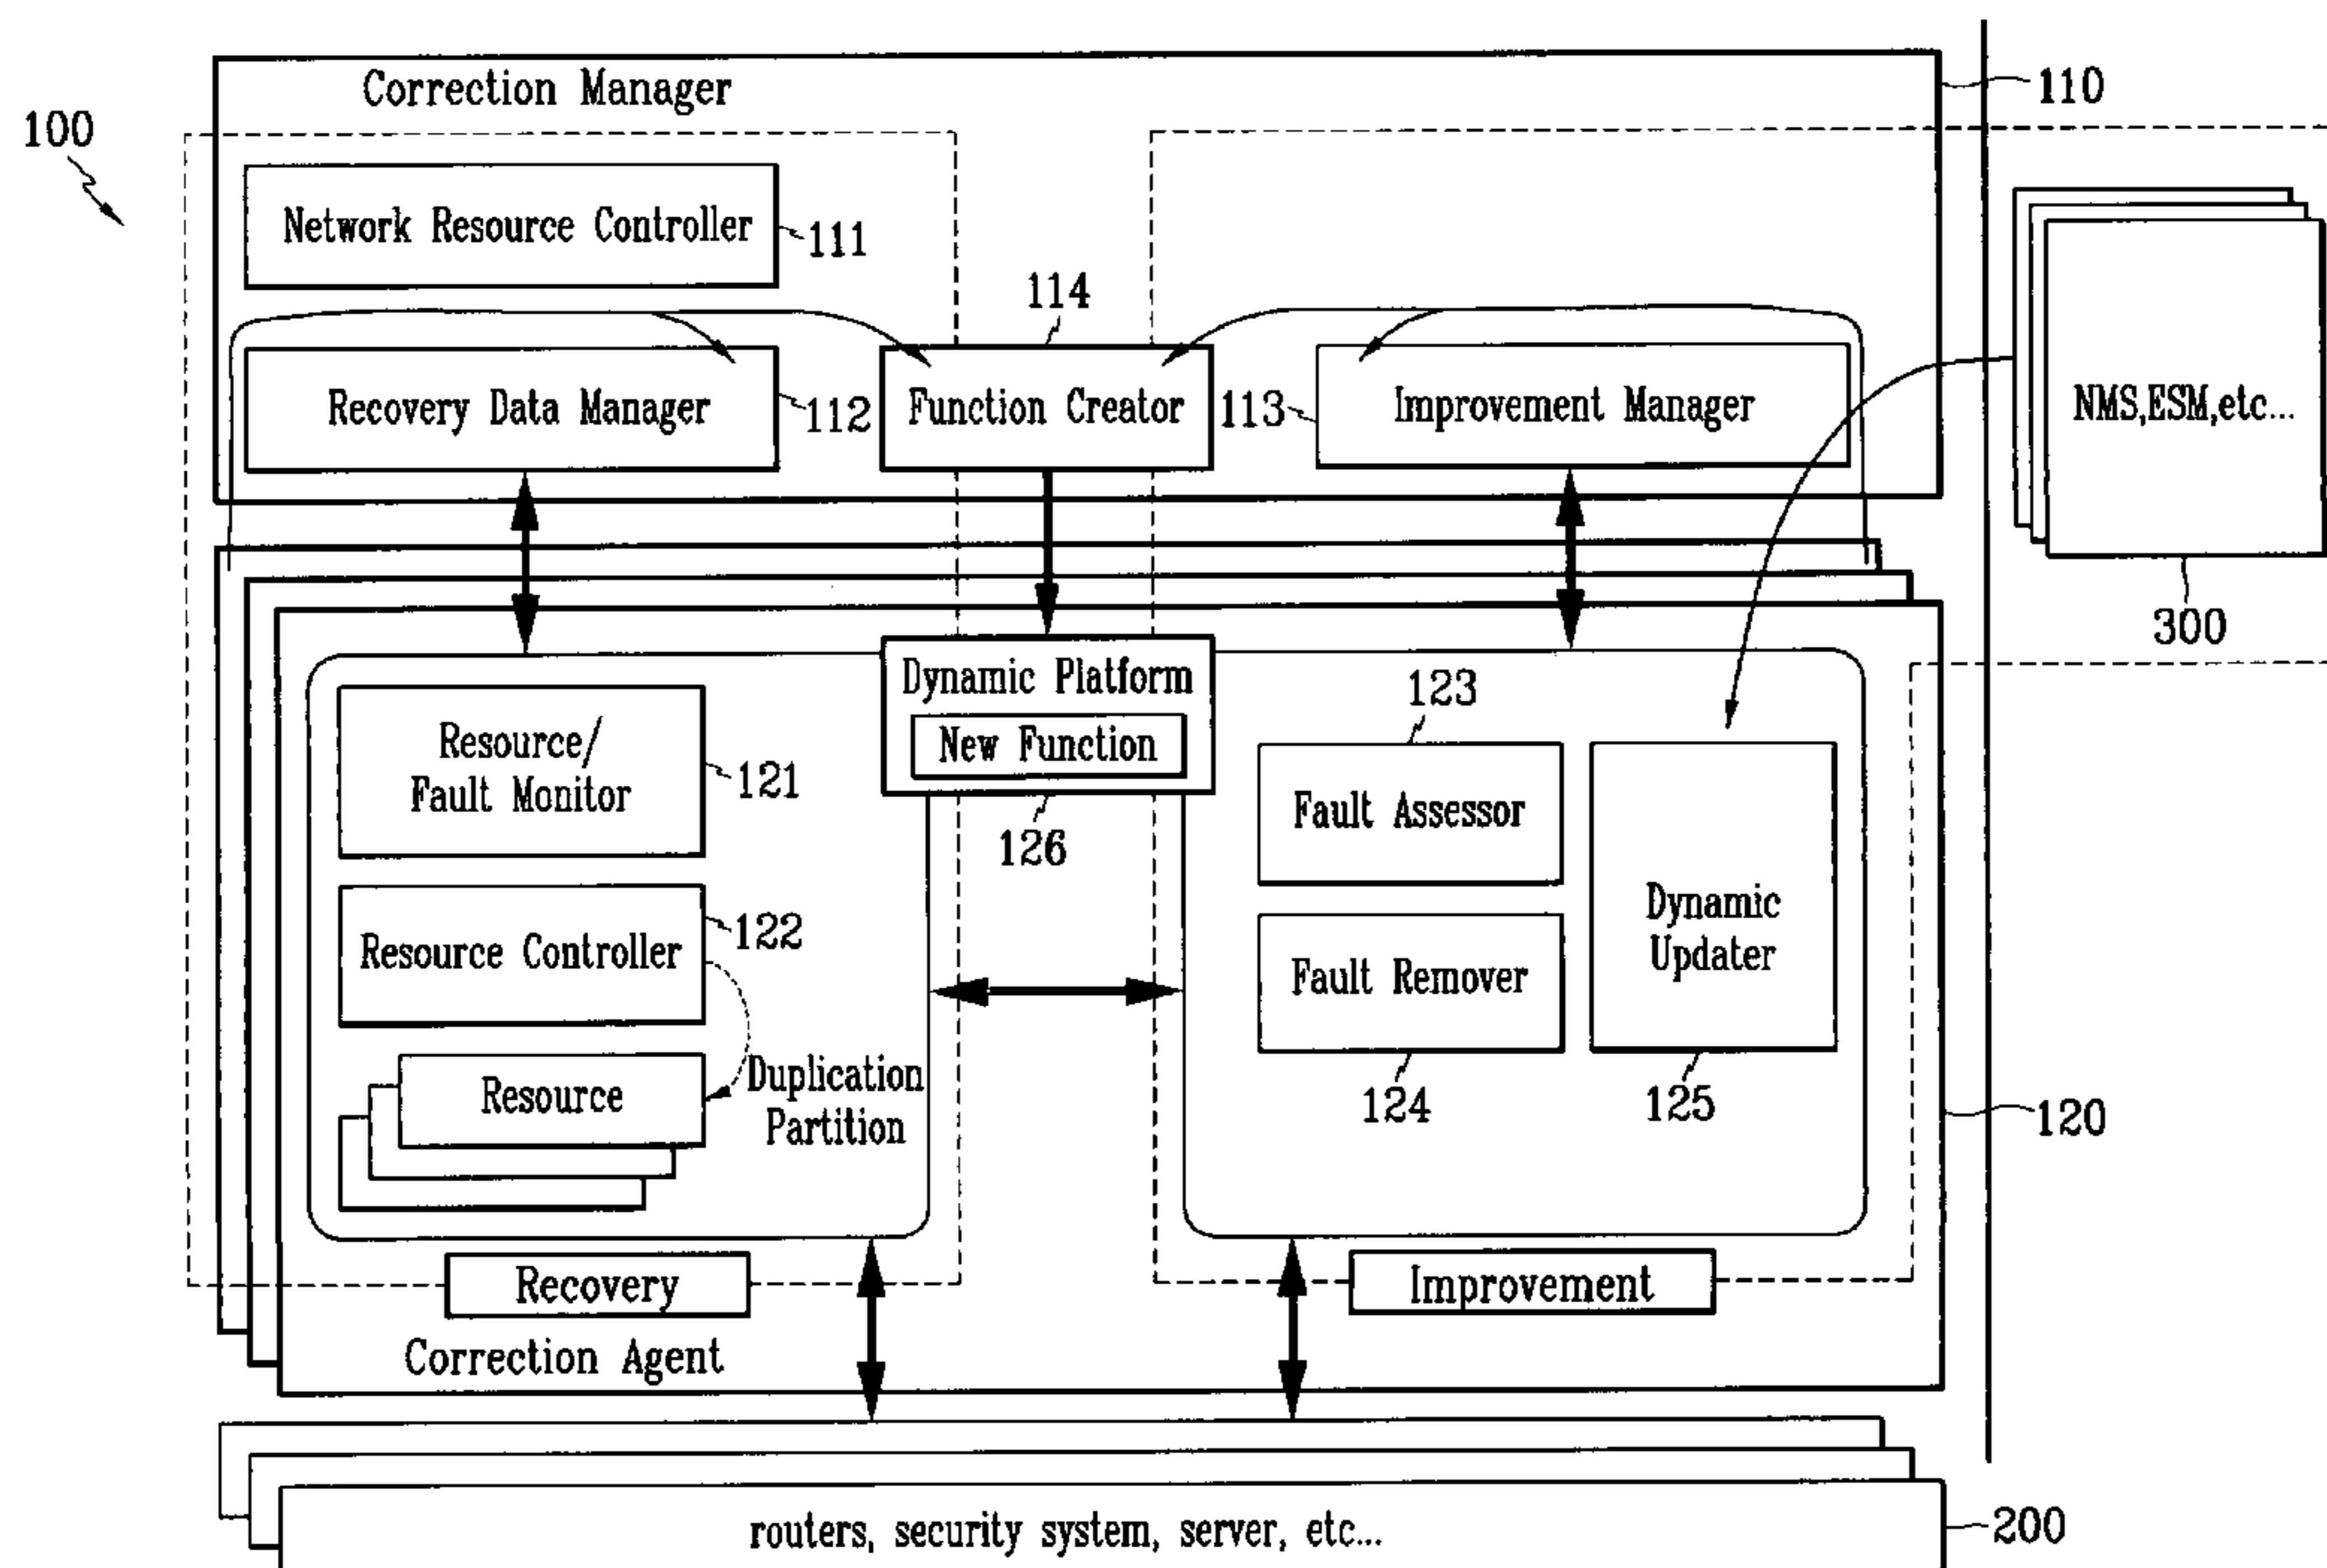 Correction Manager
110
100
Network Resource Controller
111
114
Recovery Data Manager
112
Function Creator
113
Improvement Manager
NMS,ESM,etc...
300
Dynamic Platform
New Function
126
Resource/
Fault Monitor
121
123
Fault Assessor
Resource Controller
122
Dynamic
Updater
Fault Remover
Resource
Duplication
Partition
124
125
120
Recovery
Improvement
Correction Agent
routers, security system, server, etc...
200